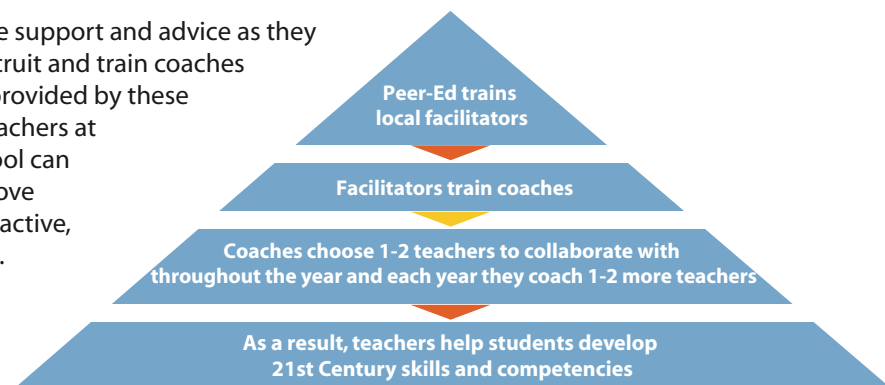 e support and advice as they
truit and train coaches
provided by these
achers at
ool can
ove
active,
.
Peer-Ed trains
local facilitators
Facilitators train coaches
Coaches choose 1-2 teachers to collaborate with
throughout the year and each year they coach 1-2 more teachers
As a result, teachers help students develop
21st Century skills and competencies